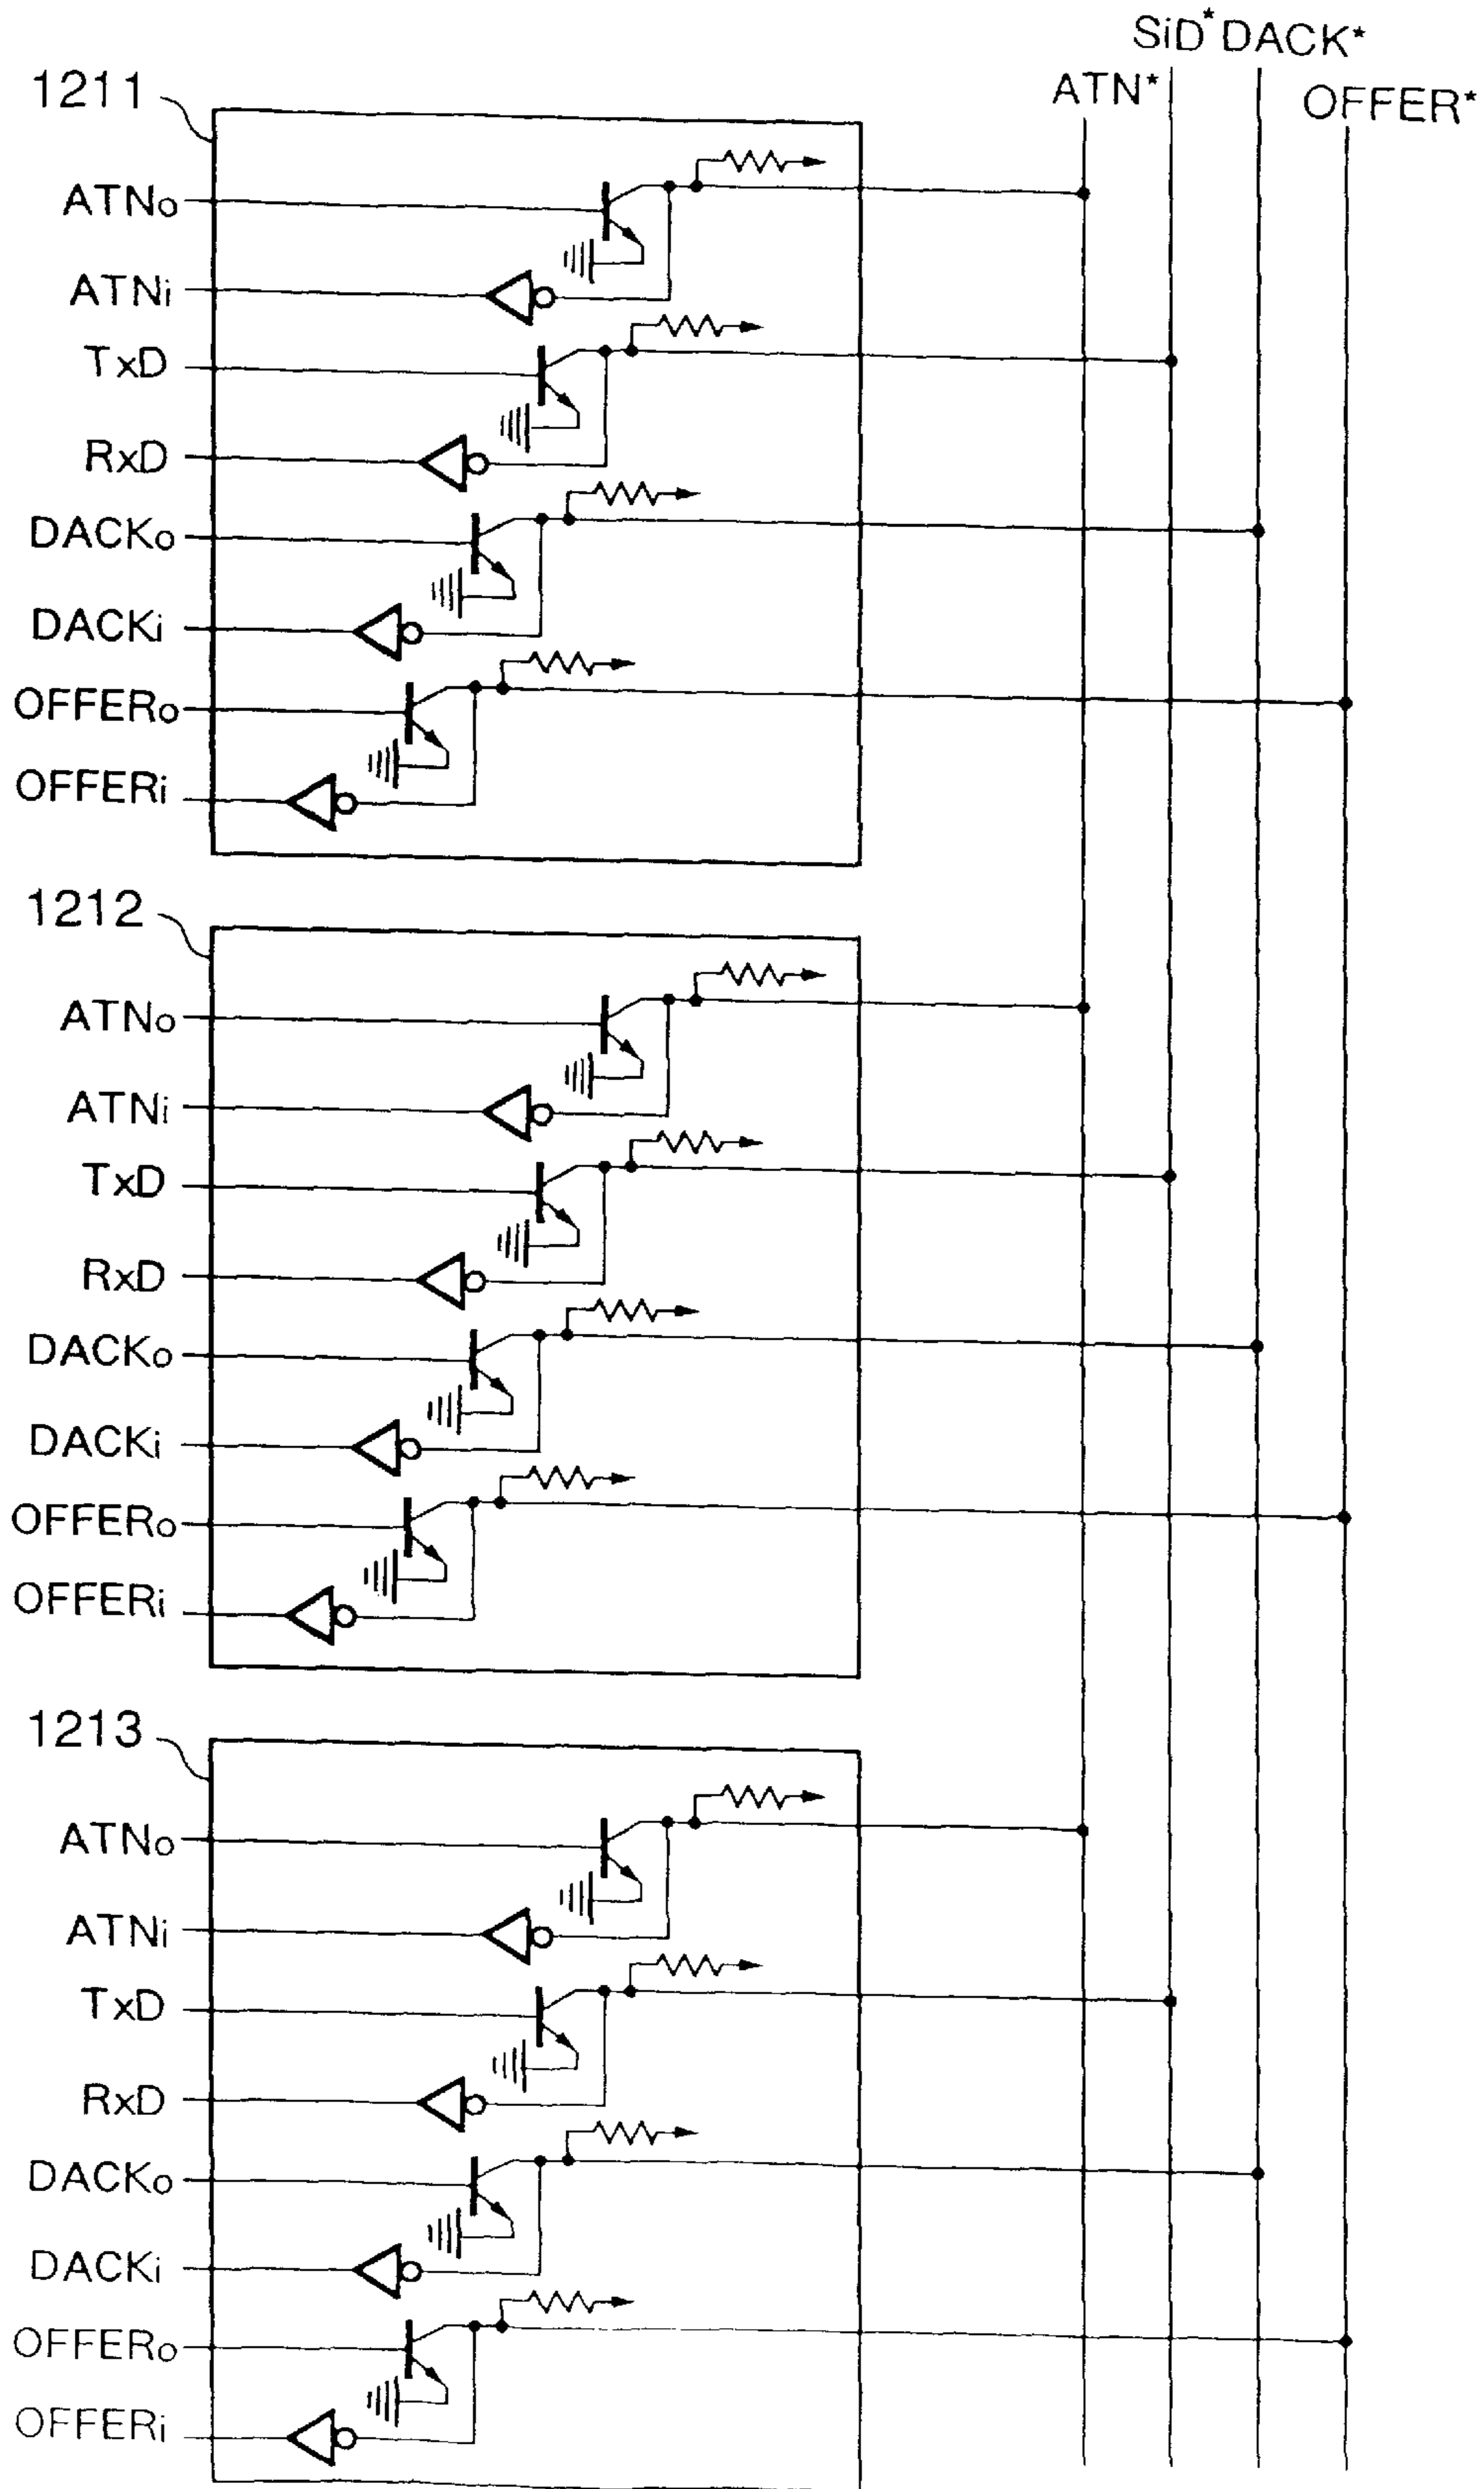 SiD* DACK*
ATN*
OFFER*
1211
ATNo
ATNi
TxD
RxD
DACKo
DACKi
OFFERo
OFFERi
1212
ATNo
ATNi
TxD
RxD
DACKo
DACKi
OFFERo
OFFERi
1213
ATNo
ATNi
TxD
RxD
DACKo
DACKi
OFFERo
OFFERi